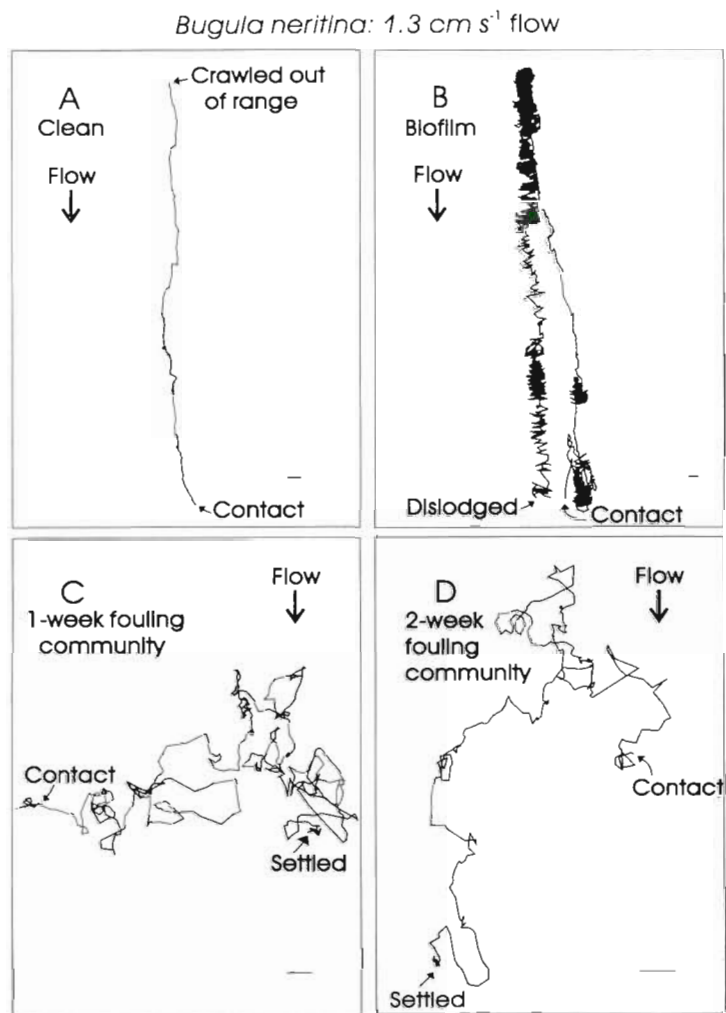 Bugula neritina: 1.3 cm s⁻¹ flow
A
Clean
Flow
Crawled out
of range
Contact
B
Biofilm
Flow
Dislodged
Contact
C
1-week fouling
community
Flow
Contact
Settled
D
2-week
fouling
community
Flow
Contact
Settled